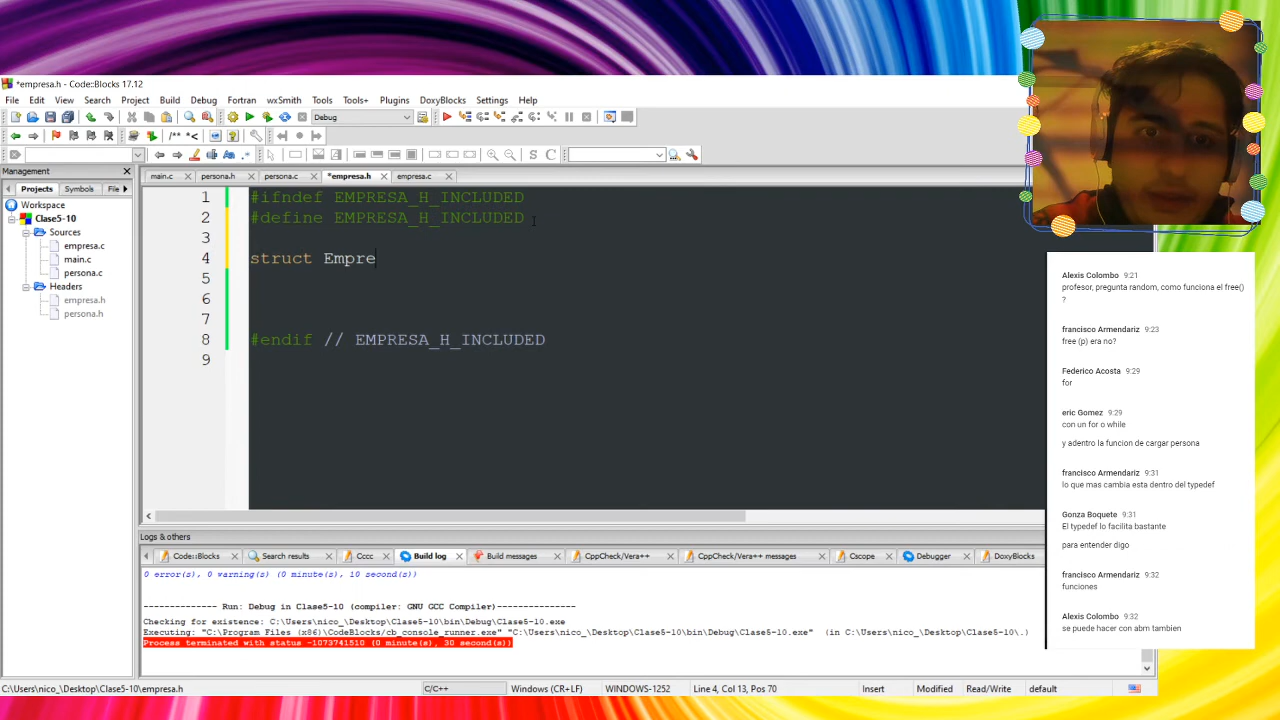 *empresa.h - Code::Blocks 17.12
File Edit View Search Project Build Debug Fortran wxSmith Tools Tools+ Plugins DoxyBlocks Settings Help
Debug
/** *<
Aa .*
S C
Management
Projects Symbols File
Workspace
Clase5-10
Sources
empresa.c
main.c
persona.c
Headers
empresa.h
persona.h
main.c persona.h persona.c *empresa.h empresa.c
1 #ifndef EMPRESA_H_INCLUDED
2 #define EMPRESA_H_INCLUDED
3
4 struct Empre
5
6
7
8 #endif // EMPRESA_H_INCLUDED
9
Logs & others
Code::Blocks Search results Cccc Build log Build messages CppCheck/Vera++ CppCheck/Vera++ messages Cscope Debugger DoxyBlocks
0 error(s), 0 warning(s) (0 minute(s), 10 second(s))
-------------- Run: Debug in Clase5-10 (compiler: GNU GCC Compiler)---------------
Checking for existence: C:\Users\nico_\Desktop\Clase5-10\bin\Debug\Clase5-10.exe
Executing: "C:\Program Files (x86)\CodeBlocks/cb_console_runner.exe" "C:\Users\nico_\Desktop\Clase5-10\bin\Debug\Clase5-10.exe" (in C:\Users\nico_\Desktop\Clase5-10\.)
Process terminated with status -1073741510 (0 minute(s), 30 second(s))
C:\Users\nico_\Desktop\Clase5-10\empresa.h C/C++ Windows (CR+LF) WINDOWS-1252 Line 4, Col 13, Pos 70 Insert Modified Read/Write default
Alexis Colombo 9:21
profesor, pregunta random, como funciona el free()
?
francisco Armendariz 9:23
free (p) era no?
Federico Acosta 9:29
for
eric Gomez 9:29
con un for o while
y adentro la funcion de cargar persona
francisco Armendariz 9:31
lo que mas cambia esta dentro del typedef
Gonza Boquete 9:31
El typedef lo facilita bastante
para entender digo
francisco Armendariz 9:32
funciones
Alexis Colombo 9:32
se puede hacer con abm tambien